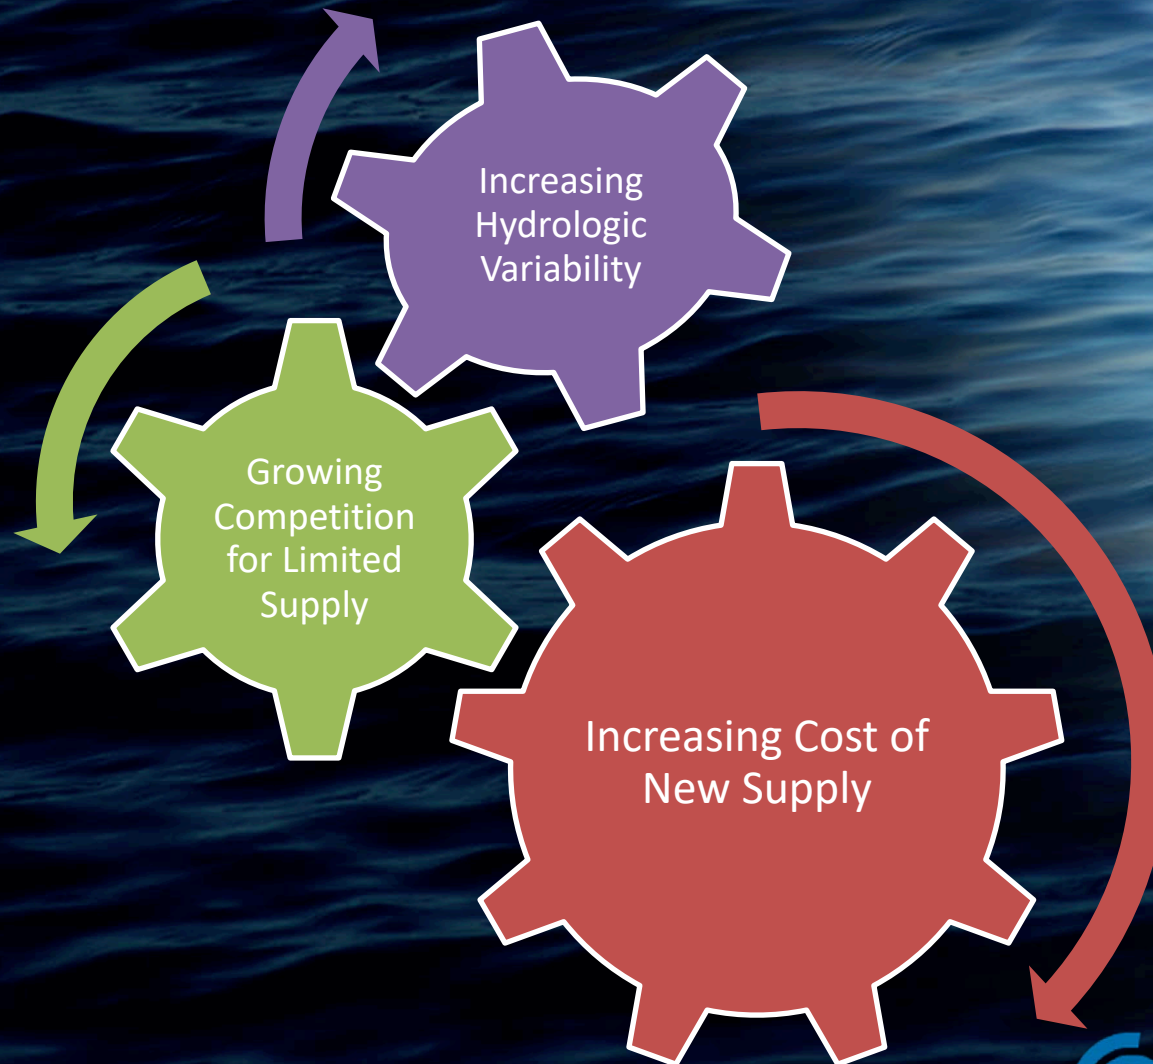 Increasing
Hydrologic
Variability
Growing
Competition
for Limited
Supply
Increasing Cost of
New Supply